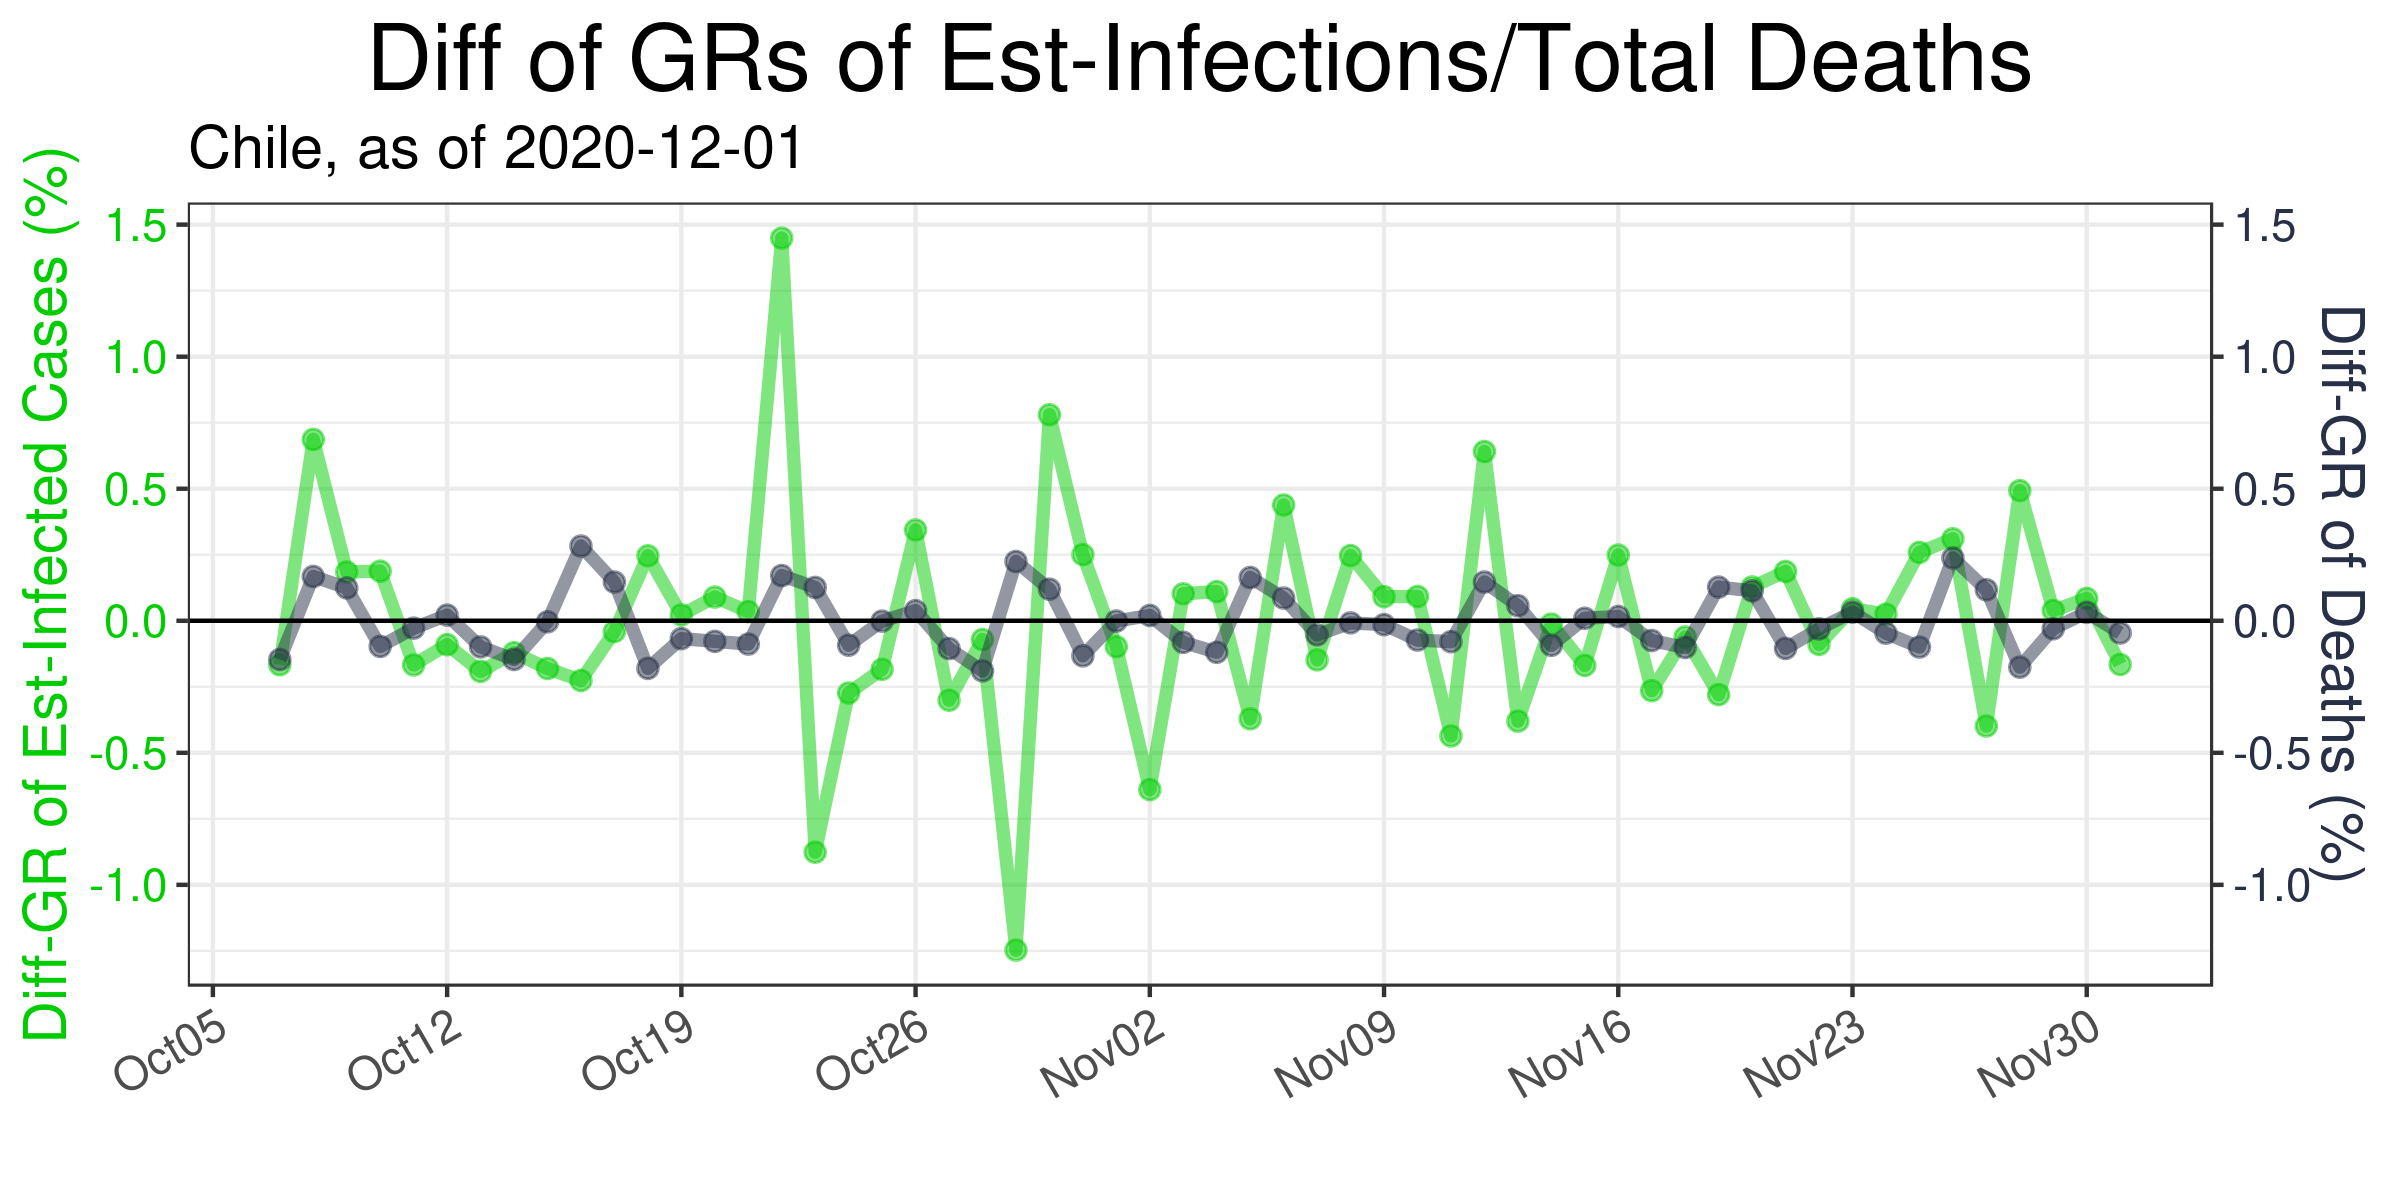 Diff of GRs of Est-Infections/Total Deaths
Chile, as of 2020-12-01
Diff-GR of Est-Infected Cases (%)
1.5
1.0
0.5
0.0
-0.5
-1.0
1.5
1.0
0.5
0.0
-0.5
-1.0
Diff-GR of Deaths (%)
Oct05 Oct12 Oct19 Oct26 Nov02 Nov09 Nov16 Nov23 Nov30